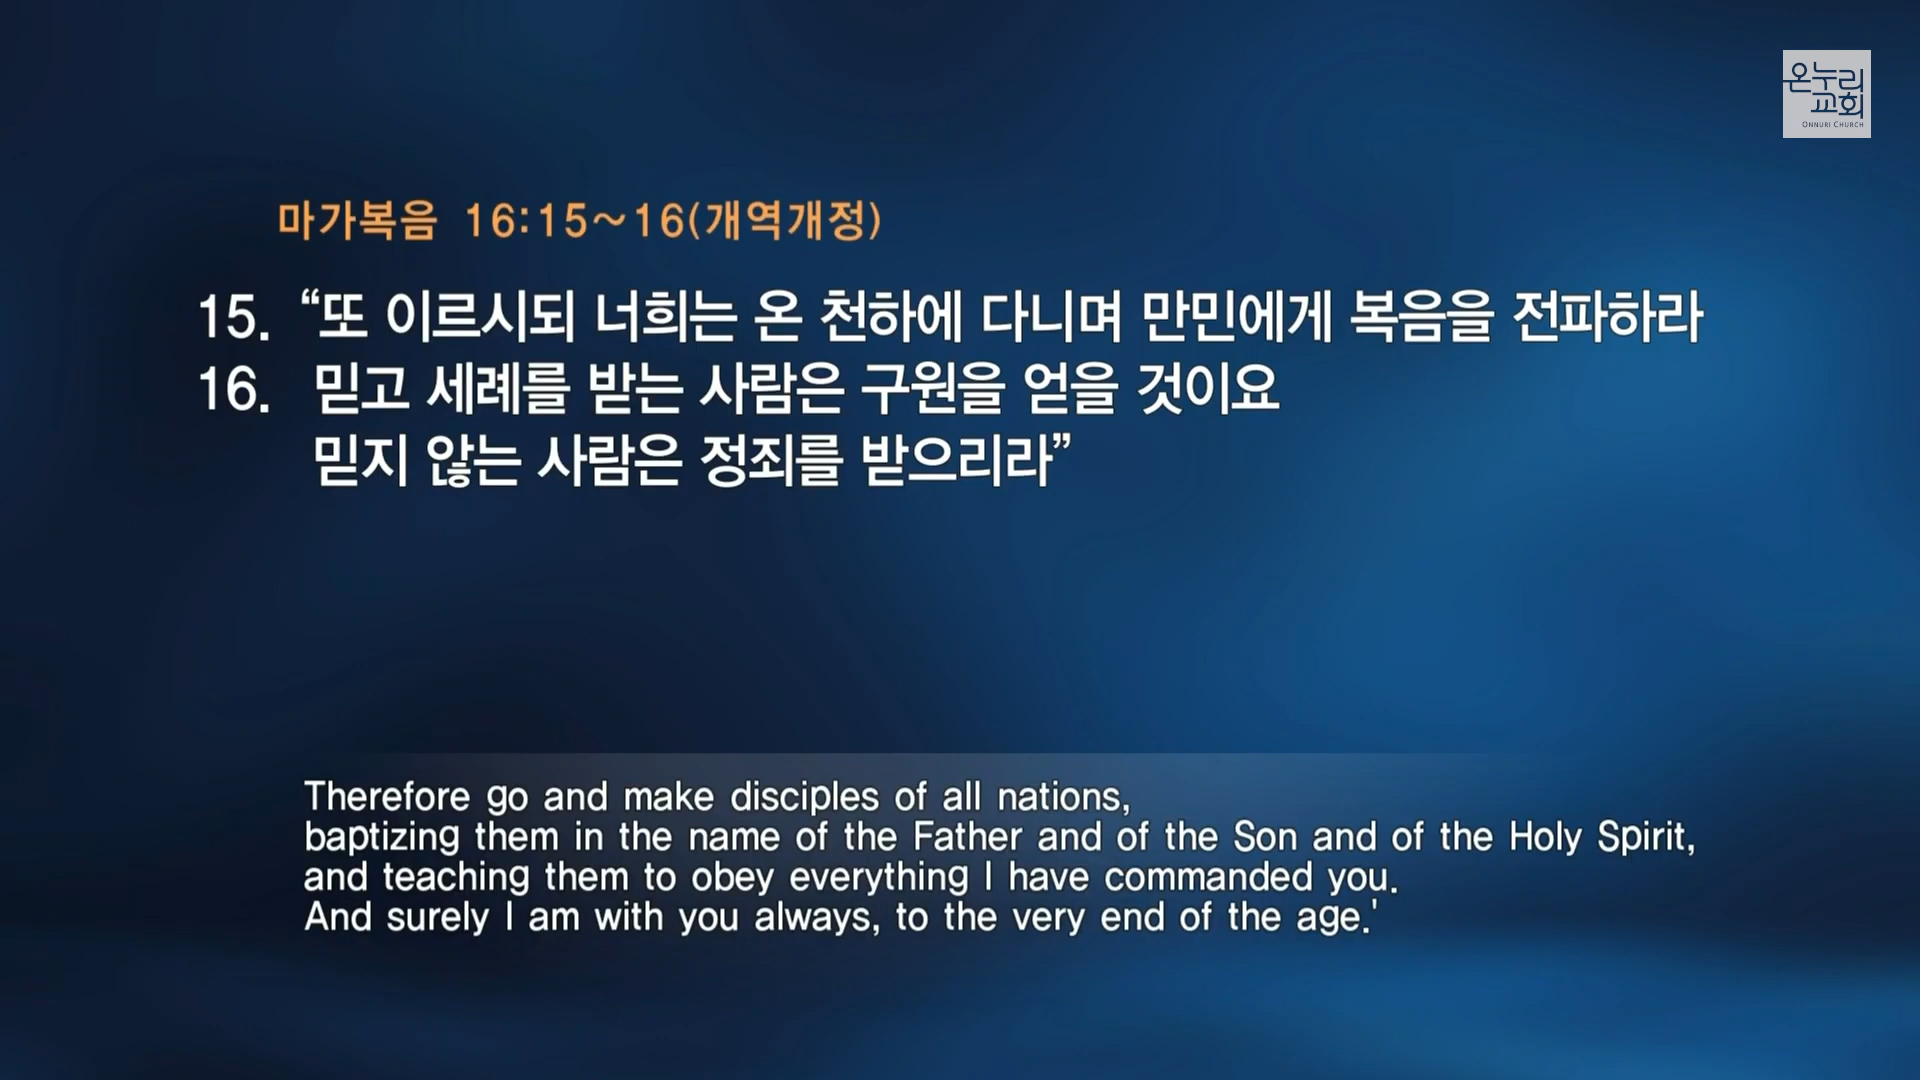 온누리
교회
ONNURI CHURCH
마가복음 16:15~16(개역개정)
15. “또 이르시되 너희는 온 천하에 다니며 만민에게 복음을 전파하라
16. 믿고 세례를 받는 사람은 구원을 얻을 것이요
믿지 않는 사람은 정죄를 받으리라”
Therefore go and make disciples of all nations,
baptizing them in the name of the Father and of the Son and of the Holy Spirit,
and teaching them to obey everything I have commanded you.
And surely I am with you always, to the very end of the age.'